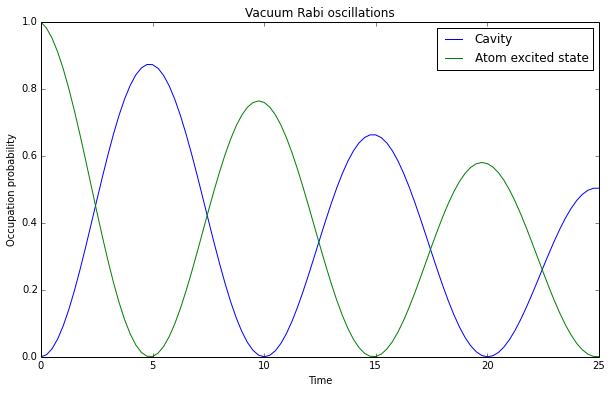 Vacuum Rabi oscillations
Cavity
Atom excited state
Occupation probability
1.0
0.8
0.6
0.4
0.2
0.0
0
5
10
15
20
25
Time